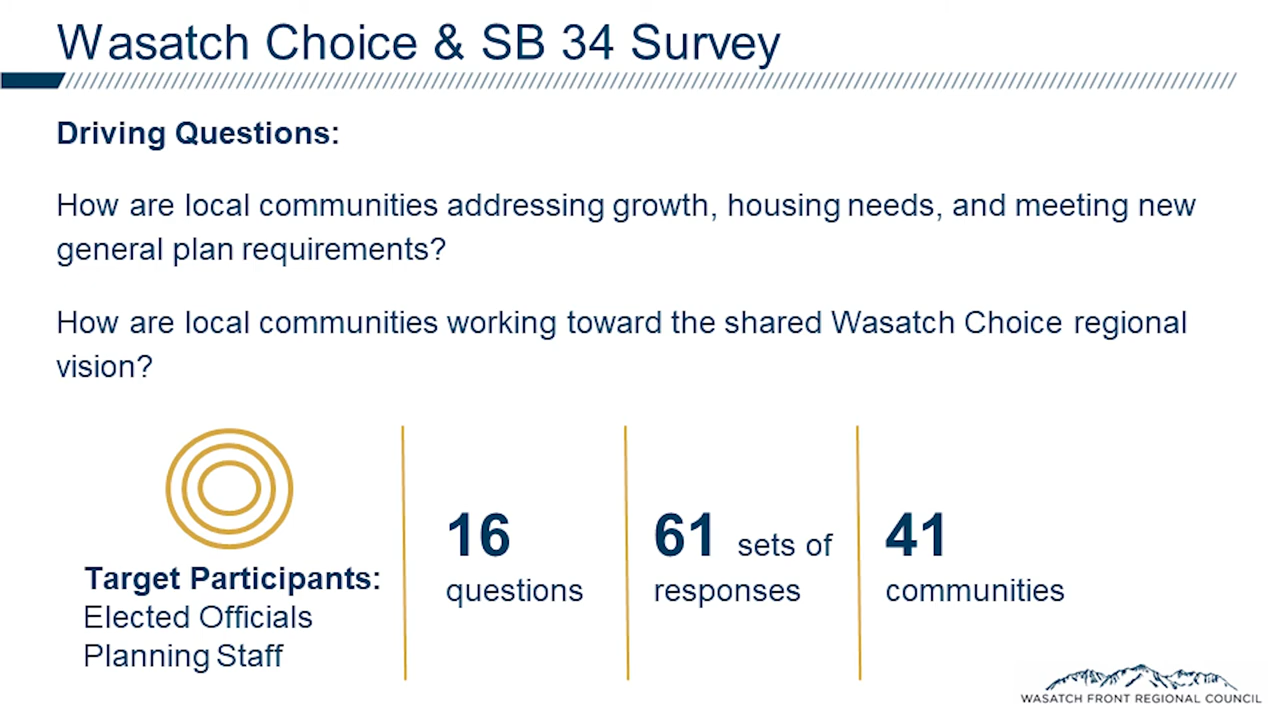 Wasatch Choice & SB 34 Survey
Driving Questions:
How are local communities addressing growth, housing needs, and meeting new
general plan requirements?
How are local communities working toward the shared Wasatch Choice regional
vision?
Target Participants:
Elected Officials
Planning Staff
16
questions
61 sets of
responses
41
communities
WASATCH FRONT REGIONAL COUNCIL